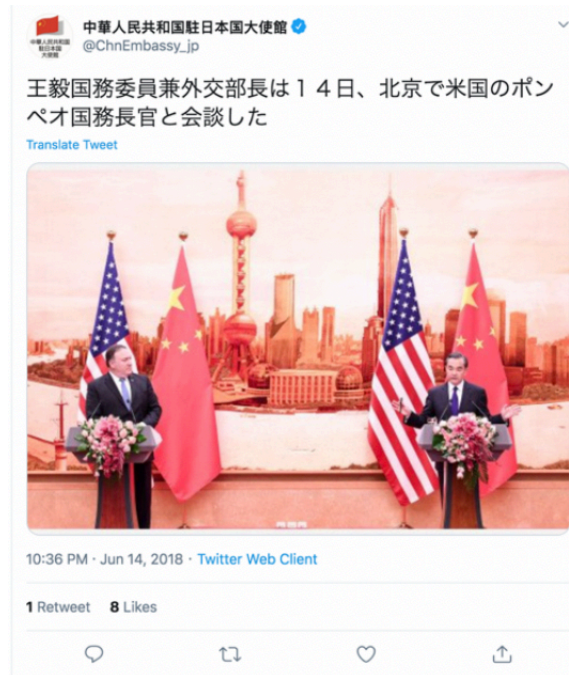 中華人民共和国駐日本国大使館
@ChnEmbassy_jp
王毅国務委員兼外交部長は14日、北京で米国のポン
ペオ国務長官と会談した
Translate Tweet
10:36 PM · Jun 14, 2018 · Twitter Web Client
1 Retweet 8 Likes